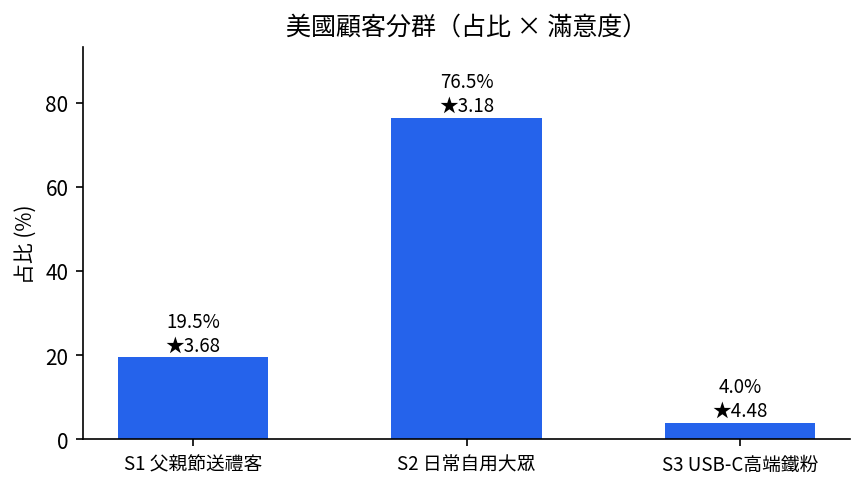 美國顧客分群（占比 × 滿意度）
占比 (%)
80
60
40
20
0
19.5%
★3.68
76.5%
★3.18
4.0%
★4.48
S1 父親節送禮客
S2 日常自用大眾
S3 USB-C高端鐵粉